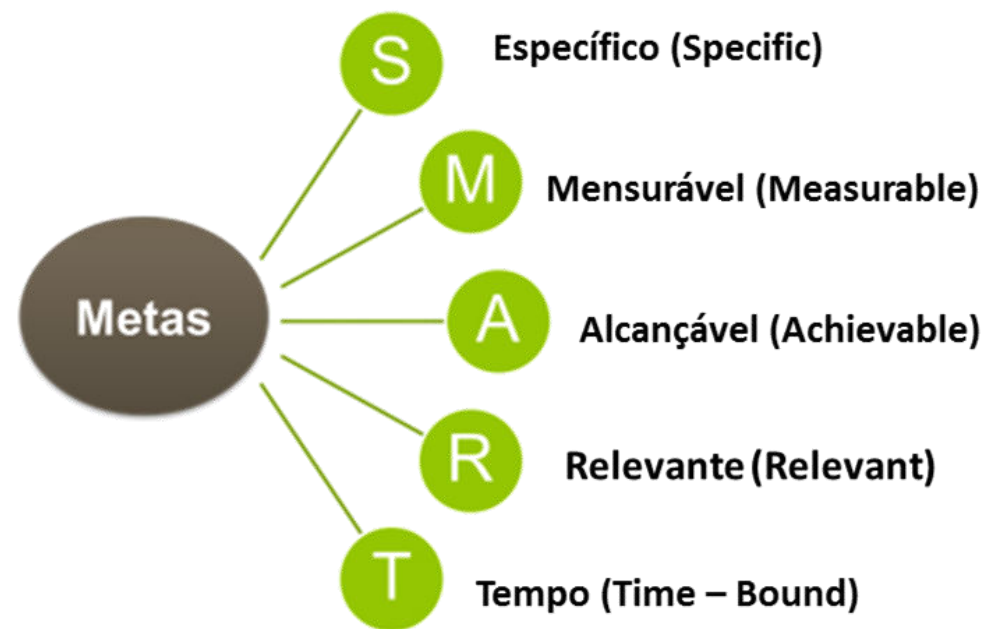 S Específico (Specific)
M Mensurável (Measurable)
Metas
A Alcançável (Achievable)
R Relevante (Relevant)
T Tempo (Time – Bound)